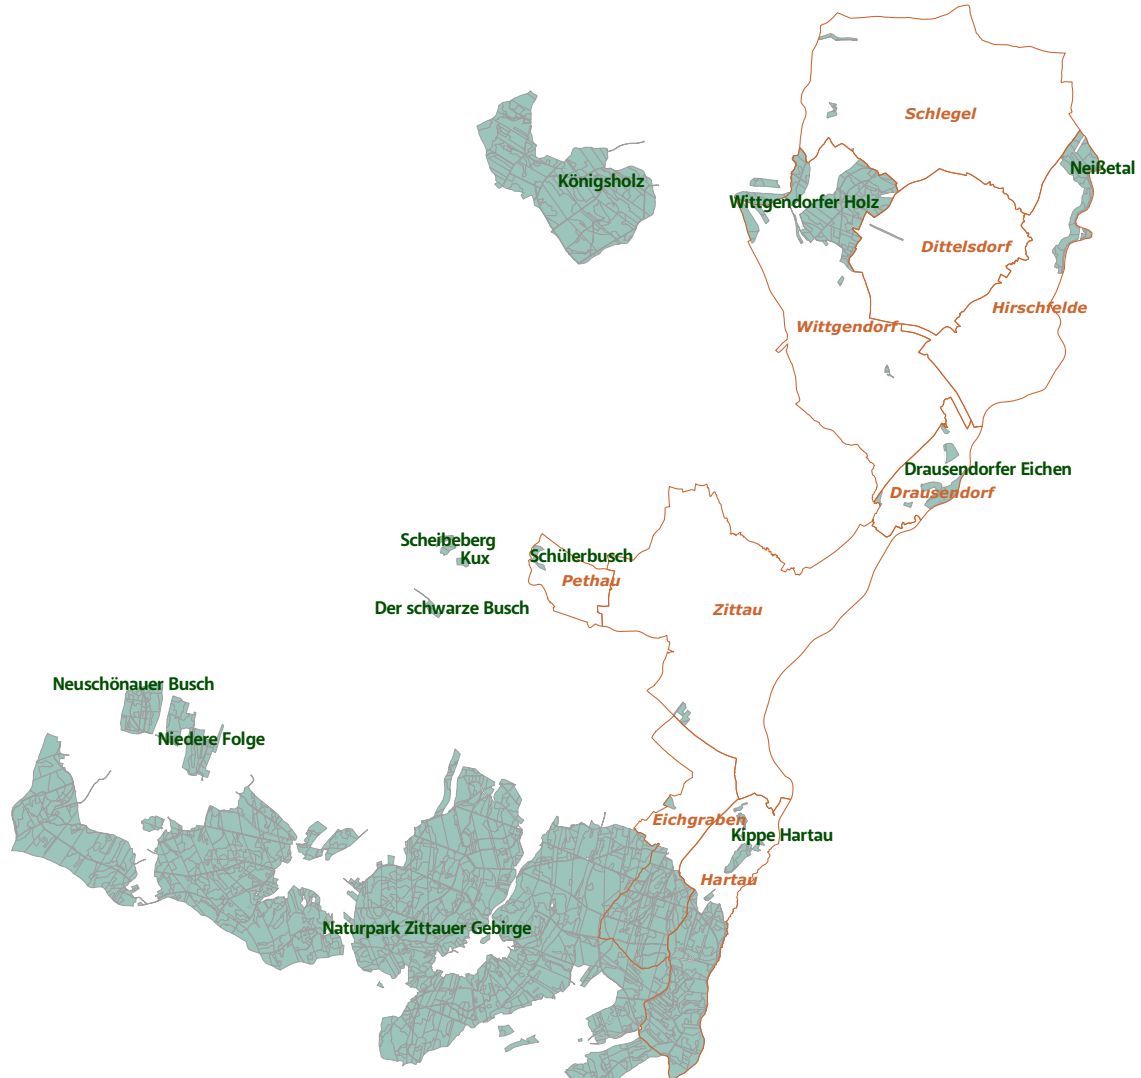 Schlegel
Neißetal
Königsholz
Wittgendorfer Holz
Dittelsdorf
Hirschfelde
Wittgendorf
Drausendorfer Eichen
Drausendorf
Scheibeberg
Kux
Schülerbusch
Pethau
Der schwarze Busch
Zittau
Neuschönauer Busch
Niedere Folge
Eichgraben
Kippe Hartau
Hartau
Naturpark Zittauer Gebirge